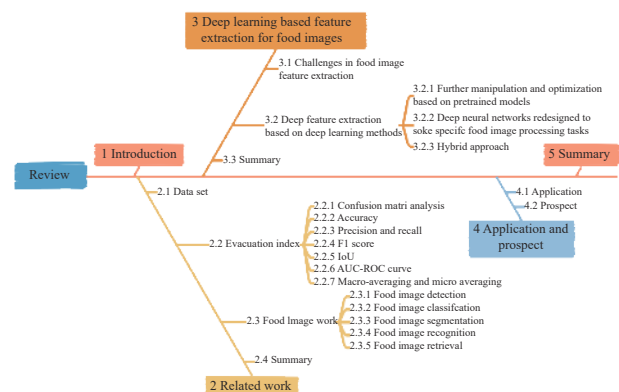 3 Deep learning based feature
extraction for food images
3.1 Challenges in food image
feature extraction
3.2 Deep feature extraction
based on deep learning methods
3.2.1 Further manipulation and optimization
based on pretrained models
3.2.2 Deep neural networks redesigned to
soke specifc food image processing tasks
3.2.3 Hybrid approach
3.3 Summary
1 Introduction
5 Summary
Review
2.1 Data set
4.1 Application
4.2 Prospect
4 Application and
prospect
2.2 Evacuation index
2.2.1 Confusion matri analysis
2.2.2 Accuracy
2.2.3 Precision and recall
2.2.4 F1 score
2.2.5 IoU
2.2.6 AUC-ROC curve
2.2.7 Macro-averaging and micro averaging
2.3 Food lmage work
2.3.1 Food image detection
2.3.2 Food image classifcation
2.3.3 Food image segmentation
2.3.4 Food image recognition
2.3.5 Food image retrieval
2.4 Summary
2 Related work